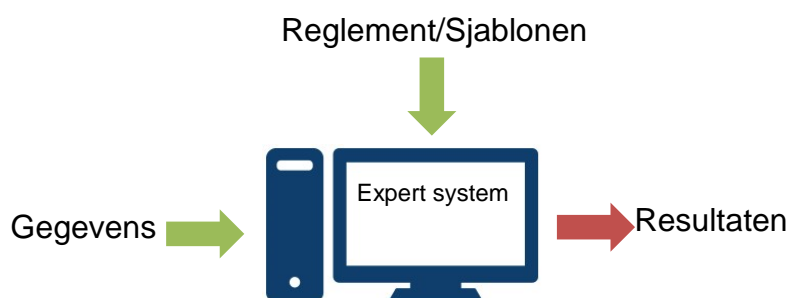 Reglement/Sjablonen
Expert system
Gegevens
Resultaten